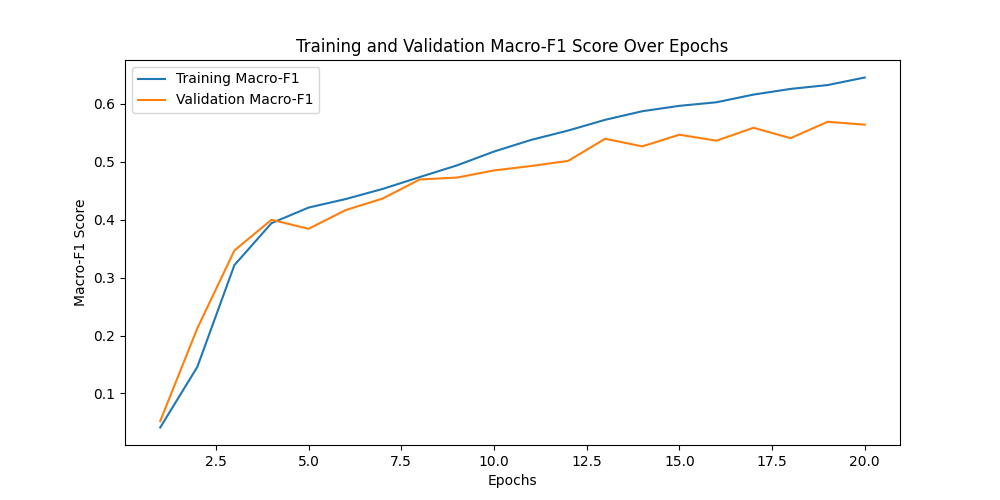 Training and Validation Macro-F1 Score Over Epochs
Training Macro-F1
Validation Macro-F1
Macro-F1 Score
0.6
0.5
0.4
0.3
0.2
0.1
2.5 5.0 7.5 10.0 12.5 15.0 17.5 20.0
Epochs